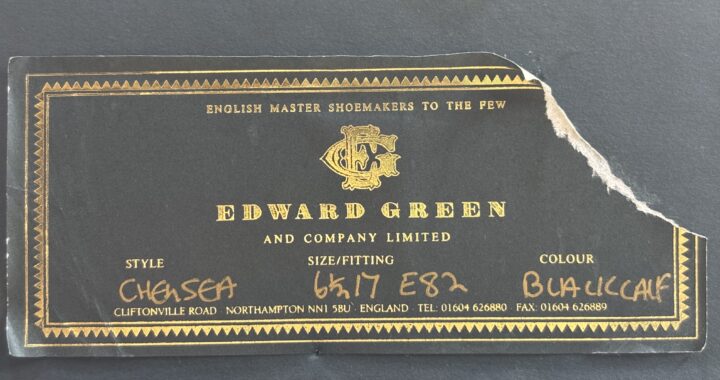 ENGLISH MASTER SHOEMAKERS TO THE FEW
EDWARD GREEN
AND COMPANY LIMITED
STYLE SIZE/FITTING COLOUR
CHELSEA 6½/7 E82 BLACK CALF
CLIFTONVILLE ROAD NORTHAMPTON NN1 5BU ENGLAND TEL: 01604 626880 FAX: 01604 626889